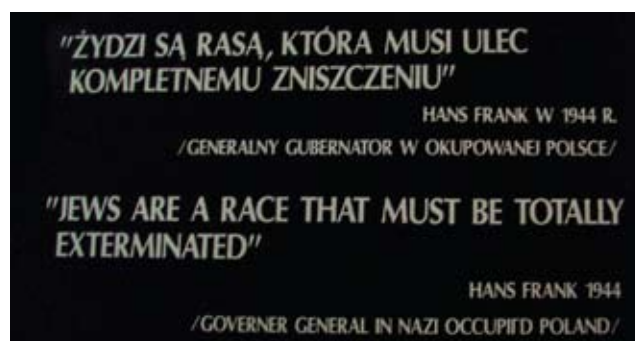 "ŻYDZI SĄ RASĄ, KTÓRA MUSI ULEC
KOMPLETNEMU ZNISZCZENIU"
HANS FRANK W 1944 R.
/GENERALNY GUBERNATOR W OKUPOWANEJ POLSCE/
"JEWS ARE A RACE THAT MUST BE TOTALLY
EXTERMINATED"
HANS FRANK 1944
/GOVERNER GENERAL IN NAZI OCCUPIED POLAND/